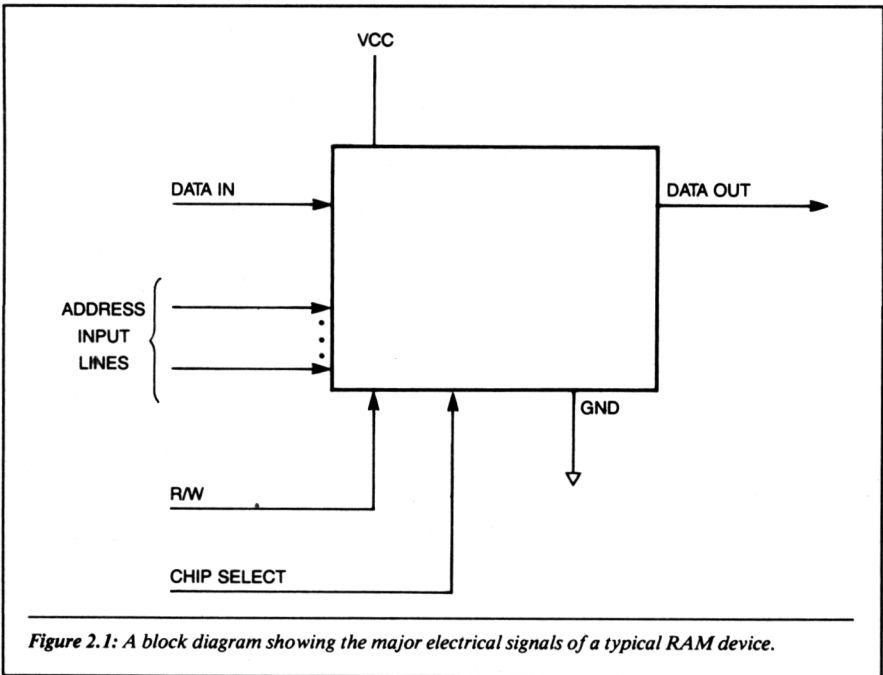 VCC
DATA IN
DATA OUT
ADDRESS
INPUT
LINES
GND
R/W
CHIP SELECT
Figure 2.1: A block diagram showing the major electrical signals of a typical RAM device.